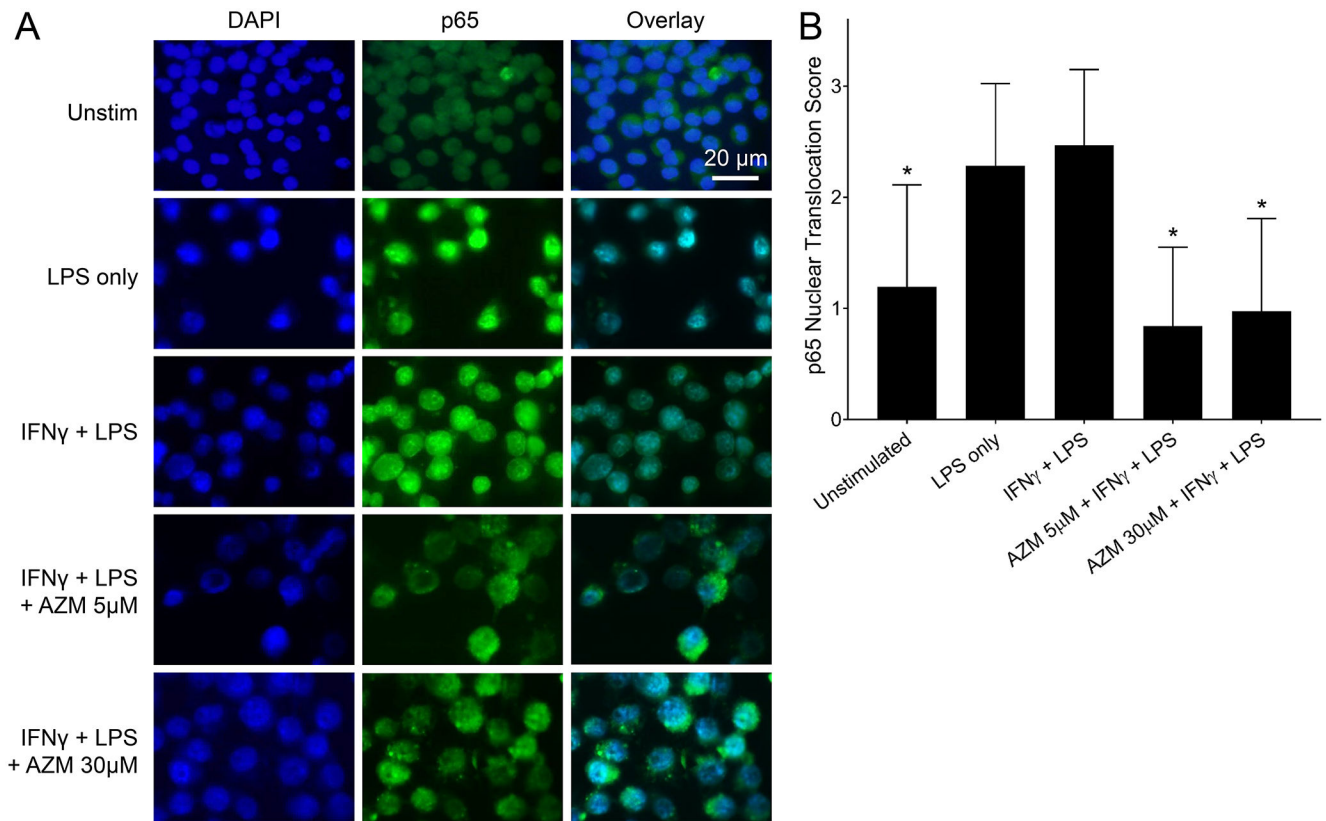 A
DAPI
p65
Overlay
Unstim
20 μm
LPS only
IFNγ + LPS
IFNγ + LPS
+ AZM 5μM
IFNγ + LPS
+ AZM 30μM
B
p65 Nuclear Translocation Score
3
2
1
0
*
*
*
Unstimulated
LPS only
IFNγ + LPS
AZM 5μM + IFNγ + LPS
AZM 30μM + IFNγ + LPS